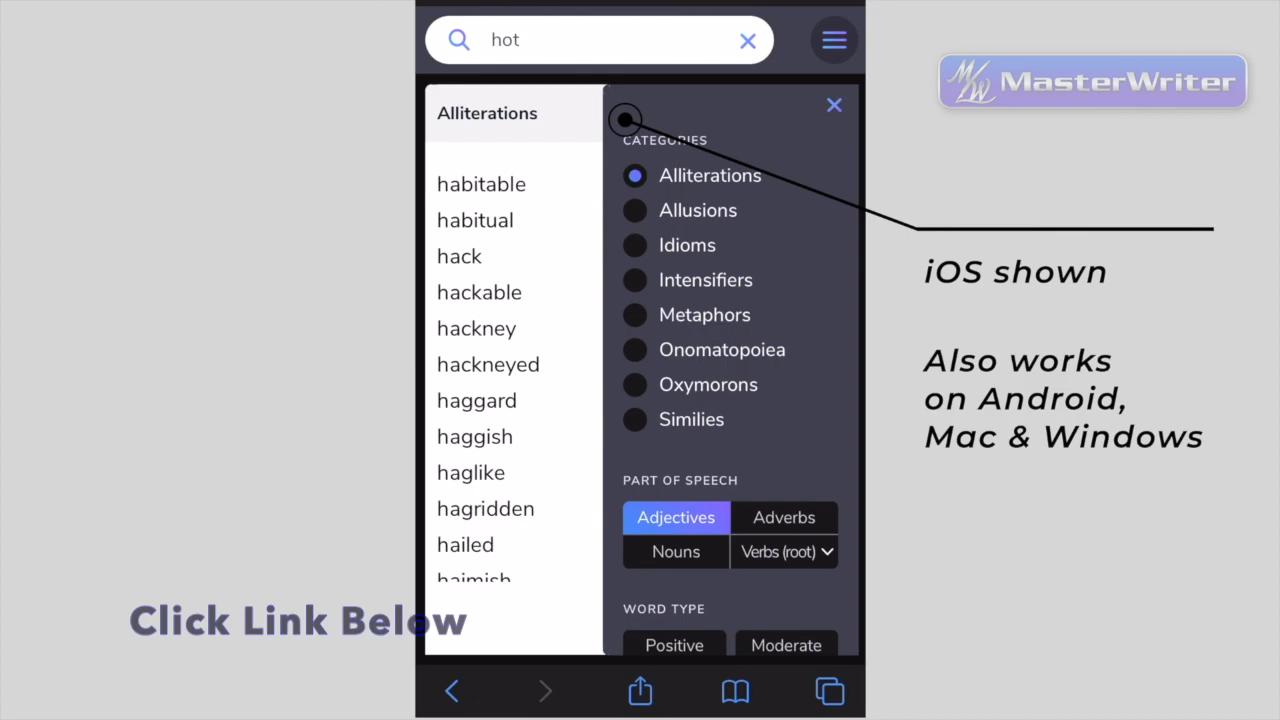 hot
MasterWriter
Alliterations
habitable
habitual
hack
hackable
hackney
hackneyed
haggard
haggish
haglike
hagridden
hailed
haimish
CATEGORIES
Alliterations
Allusions
Idioms
Intensifiers
Metaphors
Onomatopoeia
Oxymorons
Similies
PART OF SPEECH
Adjectives Adverbs
Nouns Verbs (root)
WORD TYPE
Positive Moderate
iOS shown
Also works
on Android,
Mac & Windows
Click Link Below